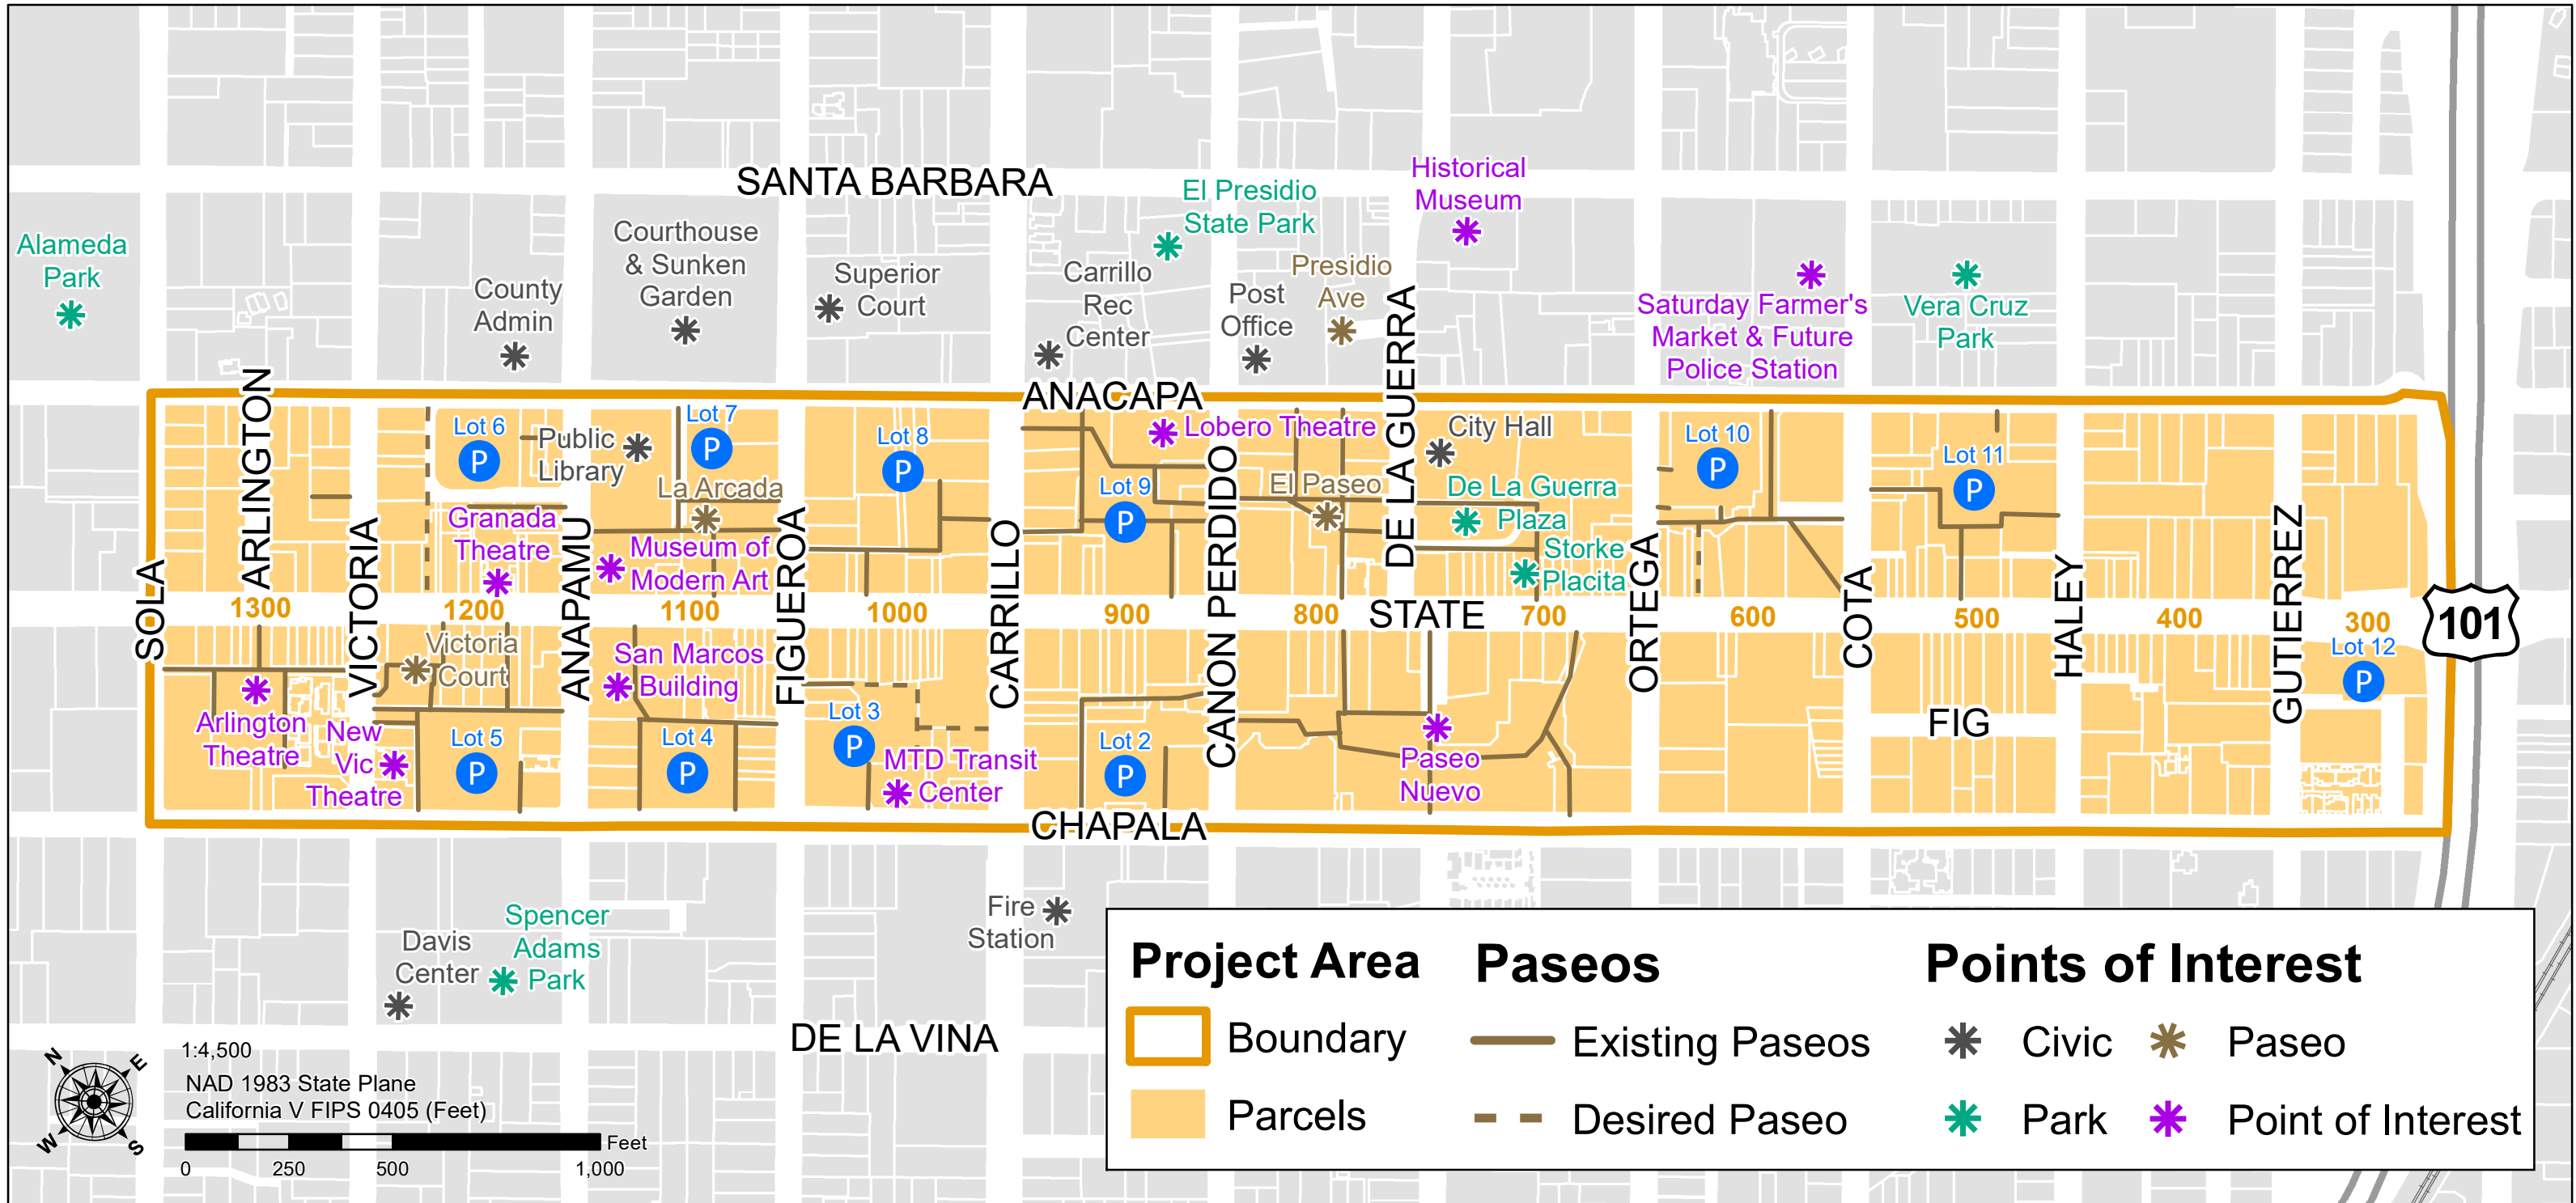 SANTA BARBARA
Historical
Museum
El Presidio
State Park
Alameda
Park
Courthouse
& Sunken
Garden
Superior
Court
Carrillo
Rec
Center
Presidio
Ave
Post
Office
County
Admin
Saturday Farmer's
Market & Future
Police Station
Vera Cruz
Park
ANACAPA
SOLA
ARLINGTON
VICTORIA
ANAPAMU
FIGUEROA
CARRILLO
CANON PERDIDO
DE LA GUERRA
ORTEGA
COTA
HALEY
GUTIERREZ
Lot 6
P
Public
Library
Lot 7
P
La Arcada
Lot 8
P
Lobero Theatre
City Hall
Lot 9
P
El Paseo
De La Guerra
Plaza
Storke
Placita
Lot 10
P
Lot 11
P
Granada
Theatre
Museum of
Modern Art
1300
1200
1100
1000
900
800
STATE
700
600
500
400
300
101
Lot 12
P
Victoria
Court
San Marcos
Building
Arlington
Theatre
New
Vic
Theatre
Lot 5
P
Lot 4
P
Lot 3
P
MTD Transit
Center
Lot 2
P
Paseo
Nuevo
FIG
CHAPALA
Fire
Station
Davis
Center
Spencer
Adams
Park
DE LA VINA
N
E
W
S
1:4,500
NAD 1983 State Plane
California V FIPS 0405 (Feet)
Feet
0 250 500 1,000
Project Area
Boundary
Parcels
Paseos
Existing Paseos
Desired Paseo
Points of Interest
Civic
Paseo
Park
Point of Interest